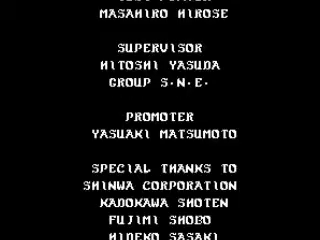 MASAHIRO HIROSE
SUPERVISOR
HITOSHI YASUDA
GROUP S.N.E.
PROMOTER
YASUAKI MATSUMOTO
SPECIAL THANKS TO
SHINWA CORPORATION
KADOKAWA SHOTEN
FUJIMI SHOBO
HIDEKO SASAKI